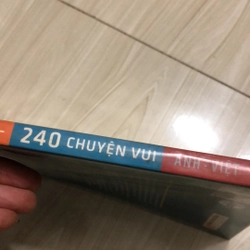 240 CHUYỆN VUI ANH - VIỆT